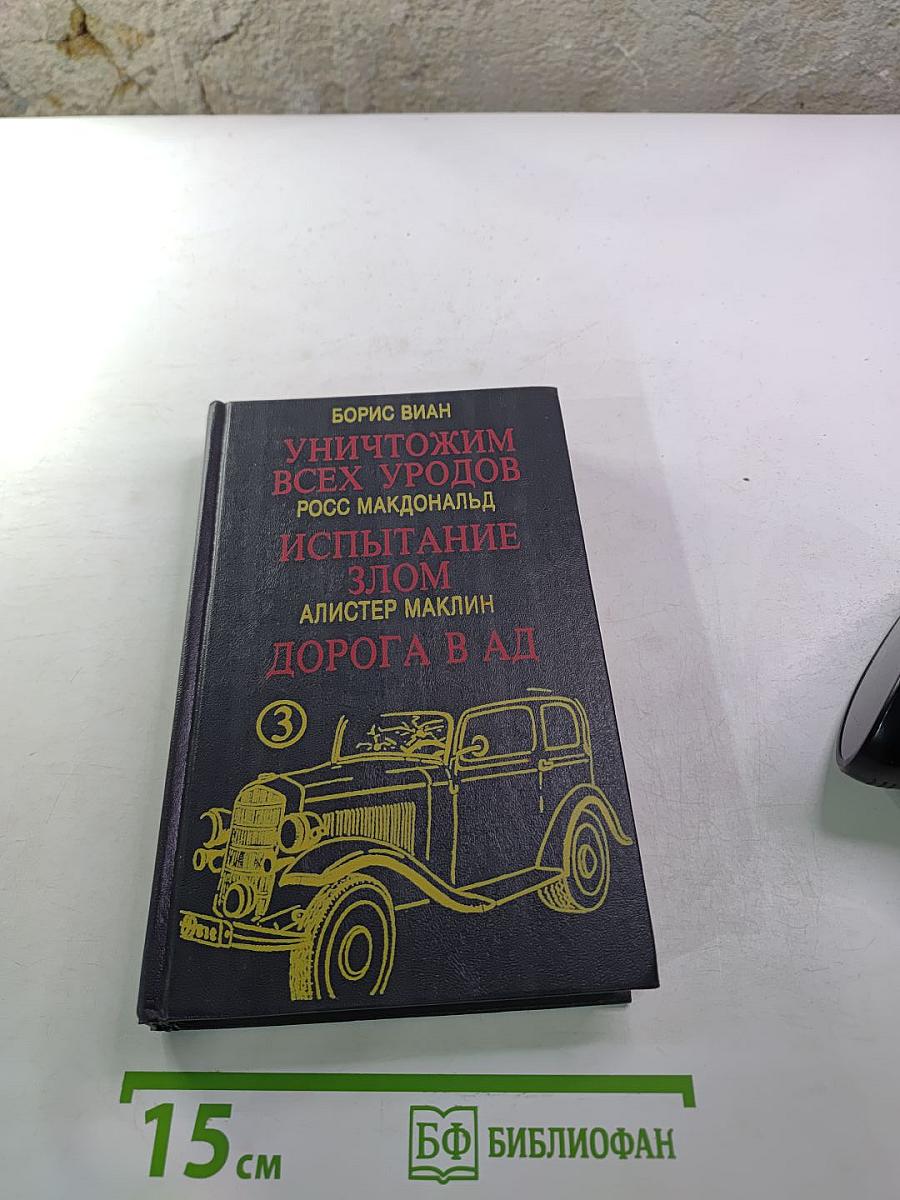 БОРИС ВИАН
УНИЧТОЖИМ
ВСЕХ УРОДОВ
РОСС МАКДОНАЛЬД
ИСПЫТАНИЕ
ЗЛОМ
АЛИСТЕР МАКЛИН
ДОРОГА В АД
3
15 см
БФ БИБЛИОФАН